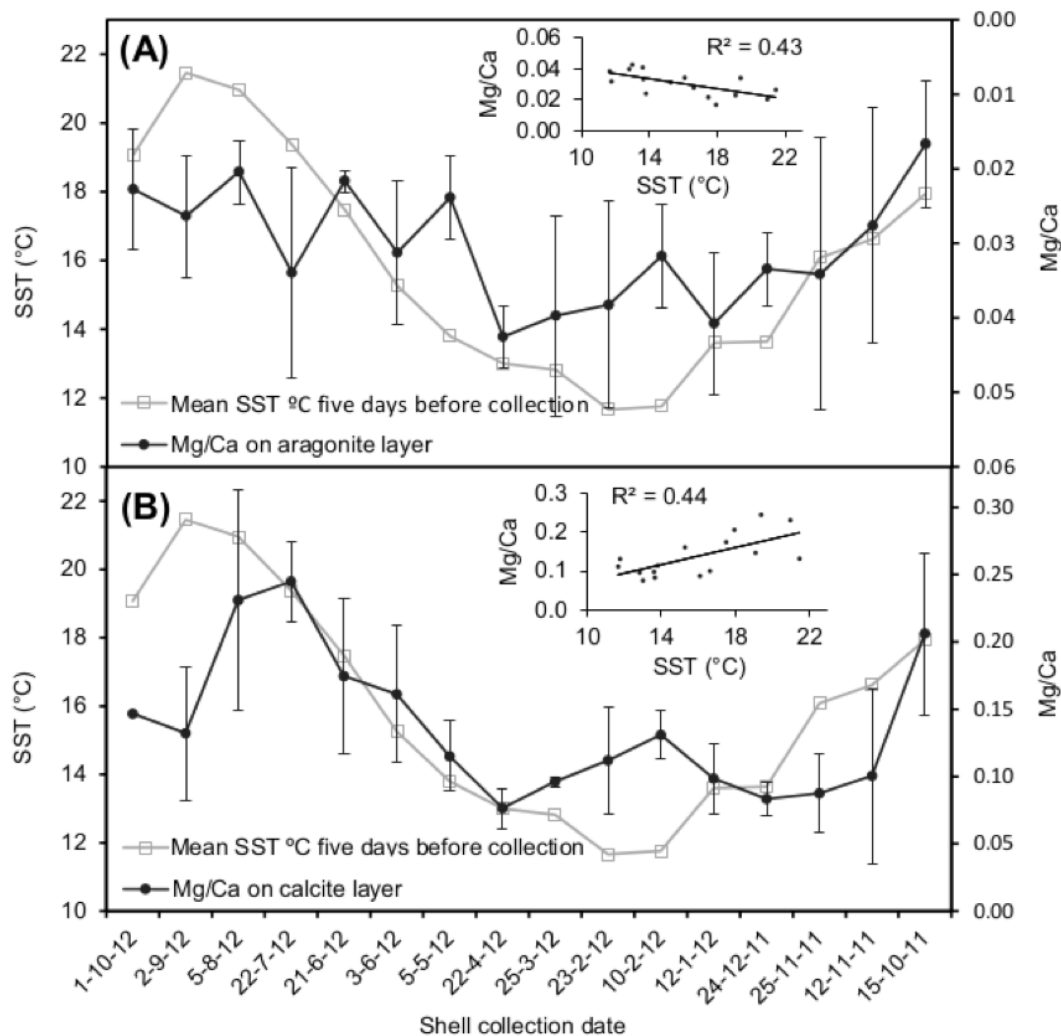 (A)
R² = 0.43
0.06
0.04
0.02
0.00
Mg/Ca
10 14 18 22
SST (°C)
22
20
18
16
14
12
10
SST (°C)
0.00
0.01
0.02
0.03
0.04
0.05
0.06
Mg/Ca
Mean SST ºC five days before collection
Mg/Ca on aragonite layer
(B)
R² = 0.44
0.3
0.2
0.1
0.0
Mg/Ca
10 14 18 22
SST (°C)
22
20
18
16
14
12
10
SST (°C)
0.30
0.25
0.20
0.15
0.10
0.05
0.00
Mg/Ca
Mean SST ºC five days before collection
Mg/Ca on calcite layer
1-10-12 2-9-12 5-8-12 22-7-12 21-6-12 3-6-12 5-5-12 22-4-12 25-3-12 23-2-12 10-2-12 12-1-12 24-12-11 25-11-11 12-11-11 15-10-11
Shell collection date